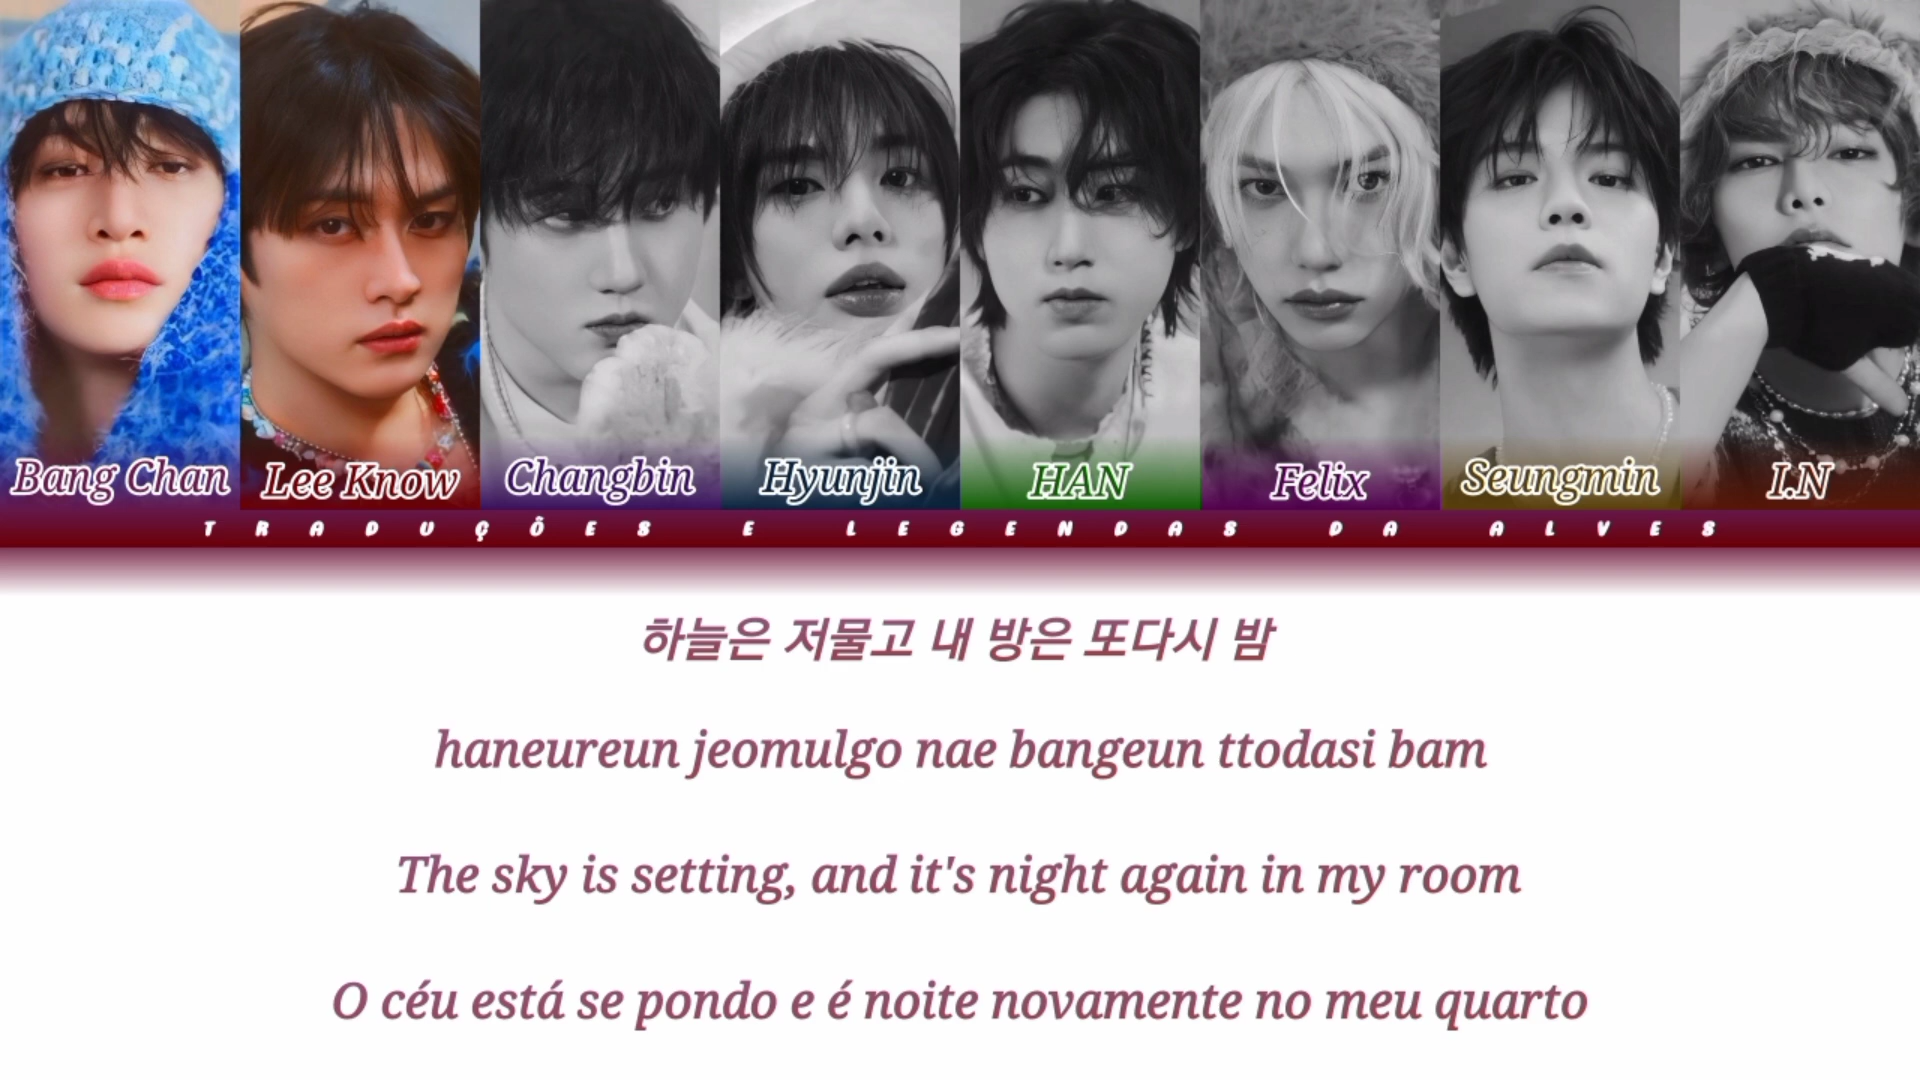 Bang Chan Lee Know Changbin Hyunjin HAN Felix Seungmin I.N
TRADUÇÕES E LEGENDAS DA ALVES
하늘은 저물고 내 방은 또다시 밤
haneureun jeomulgo nae bangeun ttodasi bam
The sky is setting, and it's night again in my room
O céu está se pondo e é noite novamente no meu quarto